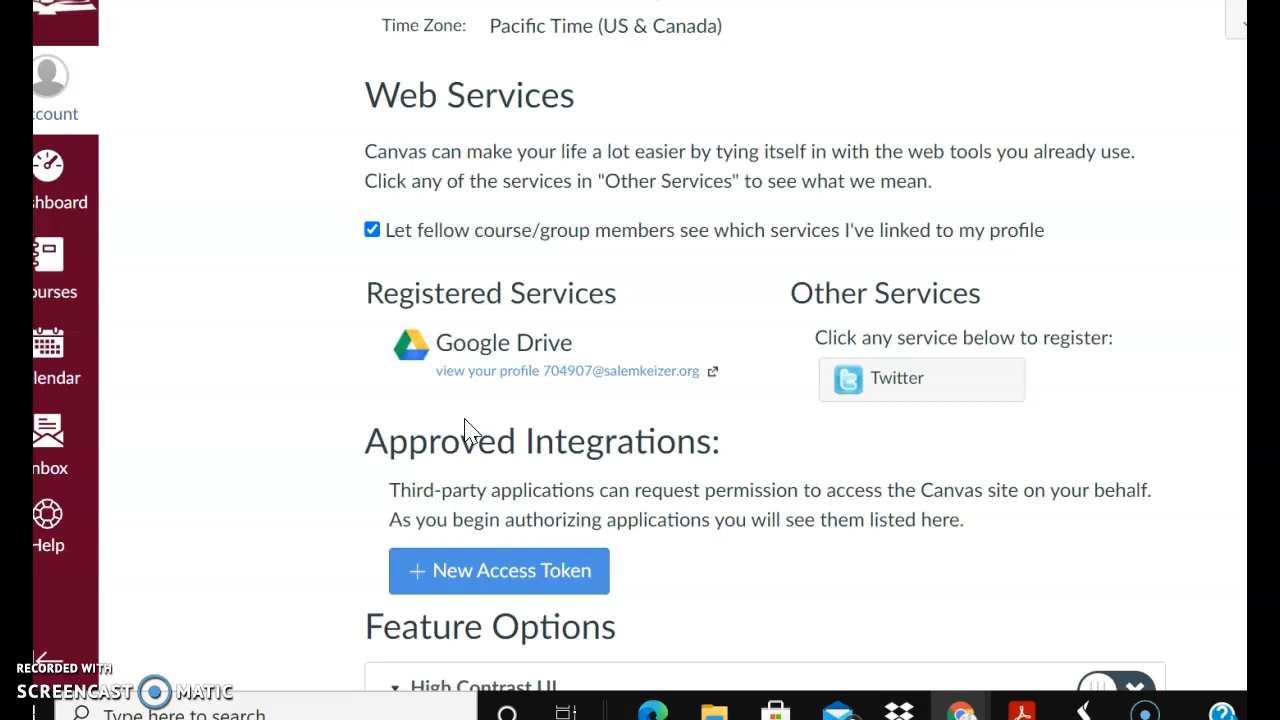 Time Zone: Pacific Time (US & Canada)
ccount
Web Services
Canvas can make your life a lot easier by tying itself in with the web tools you already use.
Click any of the services in "Other Services" to see what we mean.
shboard
Let fellow course/group members see which services I've linked to my profile
ourses
Registered Services
Other Services
Google Drive
view your profile 704907@salemkeizer.org
Click any service below to register:
Twitter
lendar
Approved Integrations:
nbox
Third-party applications can request permission to access the Canvas site on your behalf.
As you begin authorizing applications you will see them listed here.
Help
+ New Access Token
Feature Options
High Contrast UI
RECORDED WITH
SCREENCAST MATIC
Type here to search